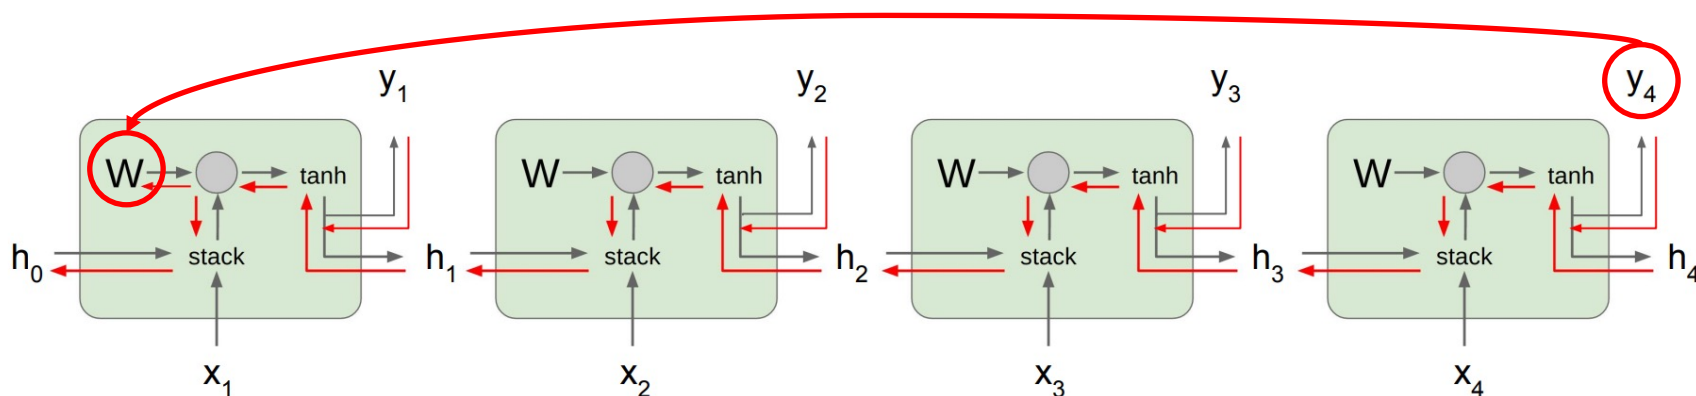 y1 y2 y3 y4
W tanh W tanh W tanh W tanh
h0 stack h1 stack h2 stack h3 stack h4
x1 x2 x3 x4